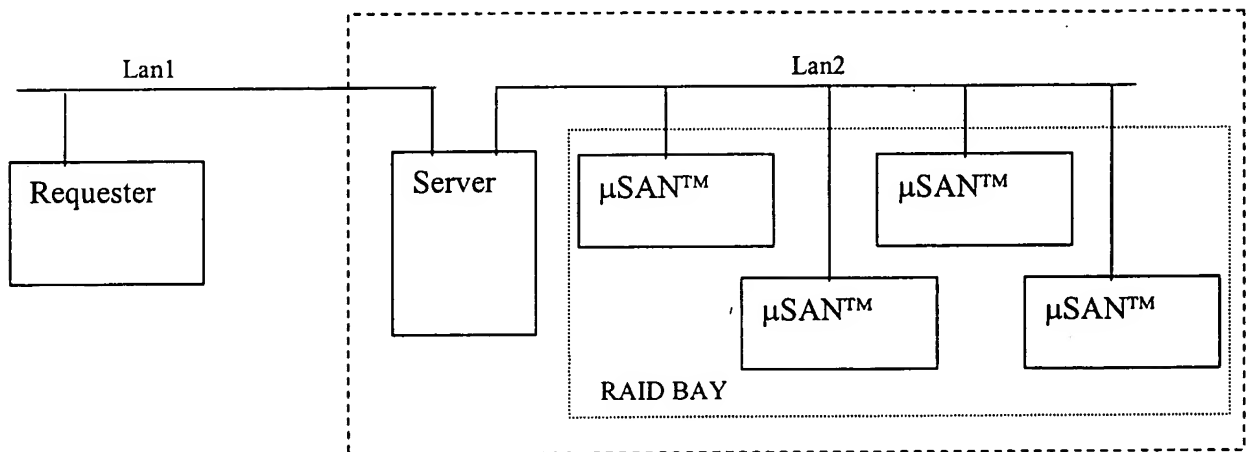 Lan1
Lan2
Requester
Server
μSAN™
μSAN™
μSAN™
μSAN™
RAID BAY